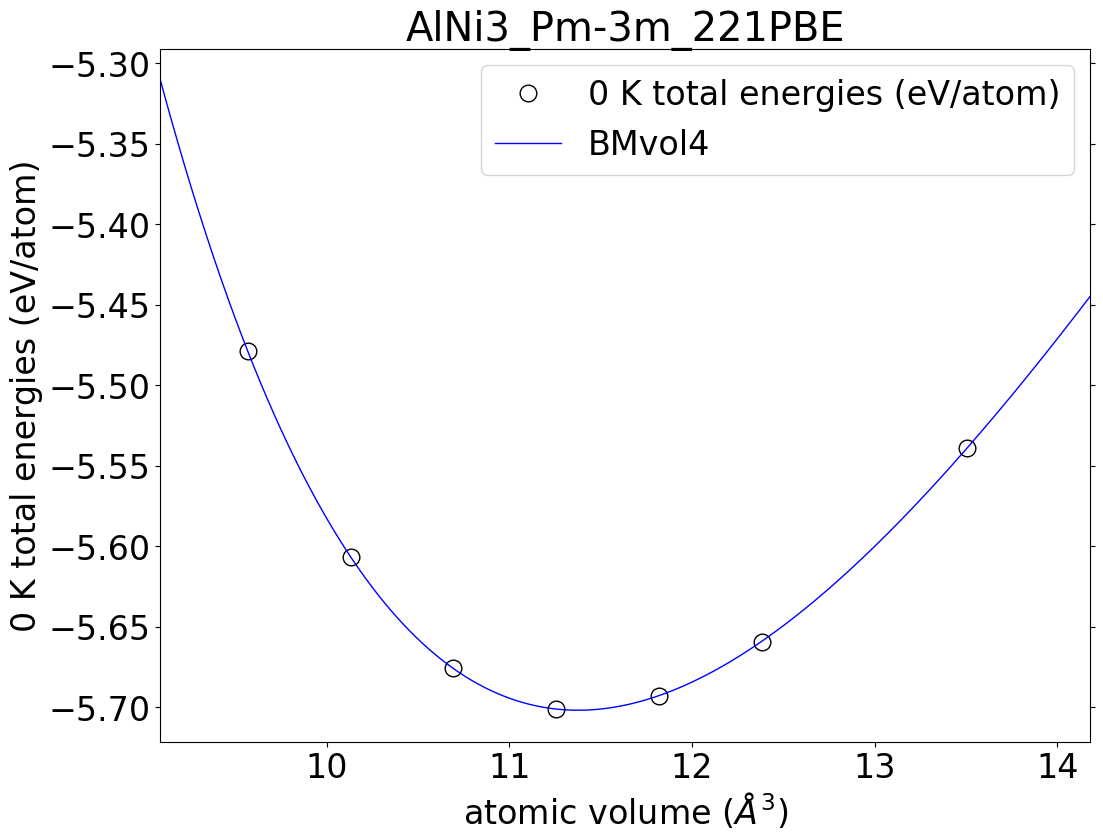 AlNi3_Pm-3m_221PBE
0 K total energies (eV/atom)
BMvol4
0 K total energies (eV/atom)
−5.30
−5.35
−5.40
−5.45
−5.50
−5.55
−5.60
−5.65
−5.70
10 11 12 13 14
atomic volume (Å³)